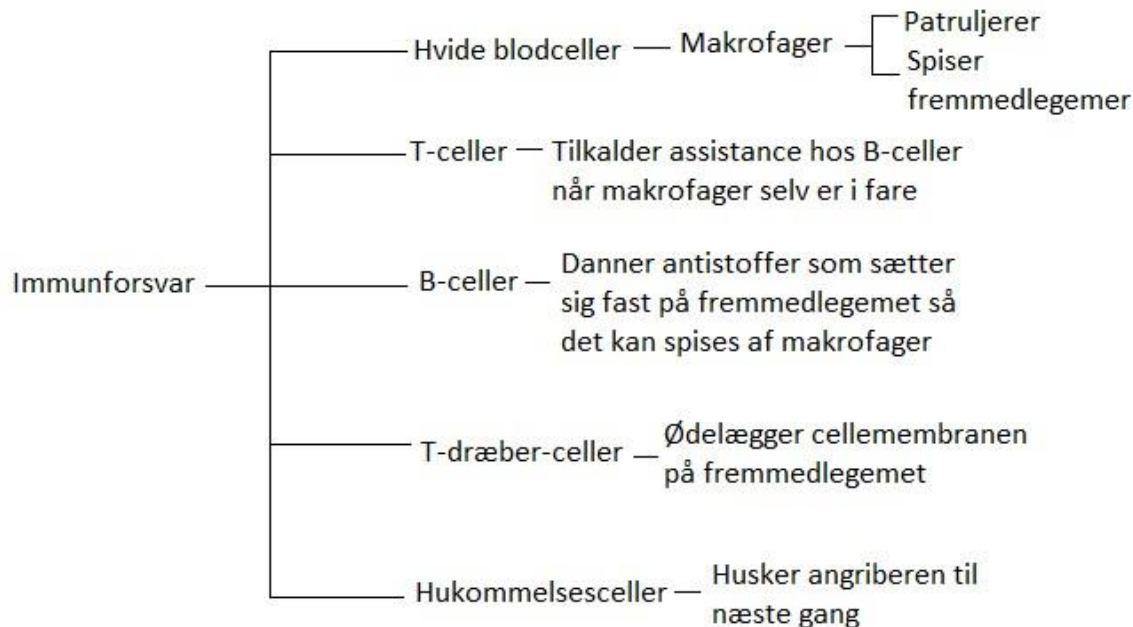 Immunforsvar
Hvide blodceller
Makrofager
Patruljerer
Spiser
fremmedlegemer
T-celler
Tilkalder assistance hos B-celler
når makrofager selv er i fare
B-celler
Danner antistoffer som sætter
sig fast på fremmedlegemet så
det kan spises af makrofager
T-dræber-celler
Ødelægger cellemembranen
på fremmedlegemet
Hukommelsesceller
Husker angriberen til
næste gang